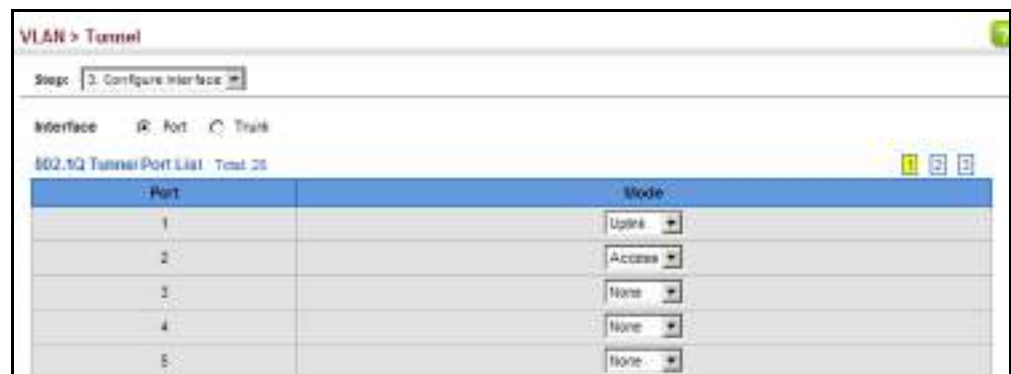 VLAN > Tunnel
Step: 3. Configure Interface
Interface Port Trunk
802.1Q Tunnel Port List Total: 28
1 2 3
Port Mode
1 Uplink
2 Access
3 None
4 None
5 None